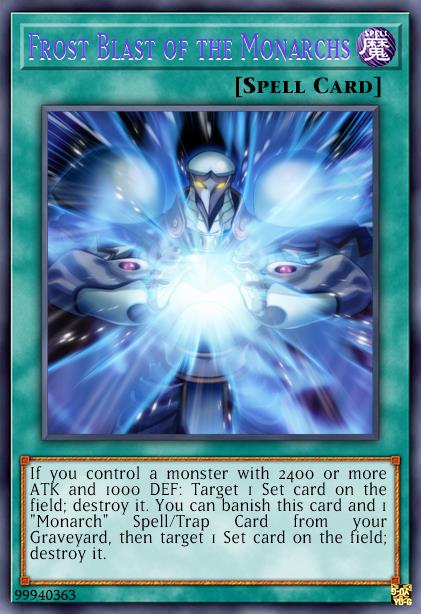 Frost Blast of the Monarchs
SPELL
魔
[Spell Card]
If you control a monster with 2400 or more
ATK and 1000 DEF: Target 1 Set card on the
field; destroy it. You can banish this card and 1
"Monarch" Spell/Trap Card from your
Graveyard, then target 1 Set card on the field;
destroy it.
99940363